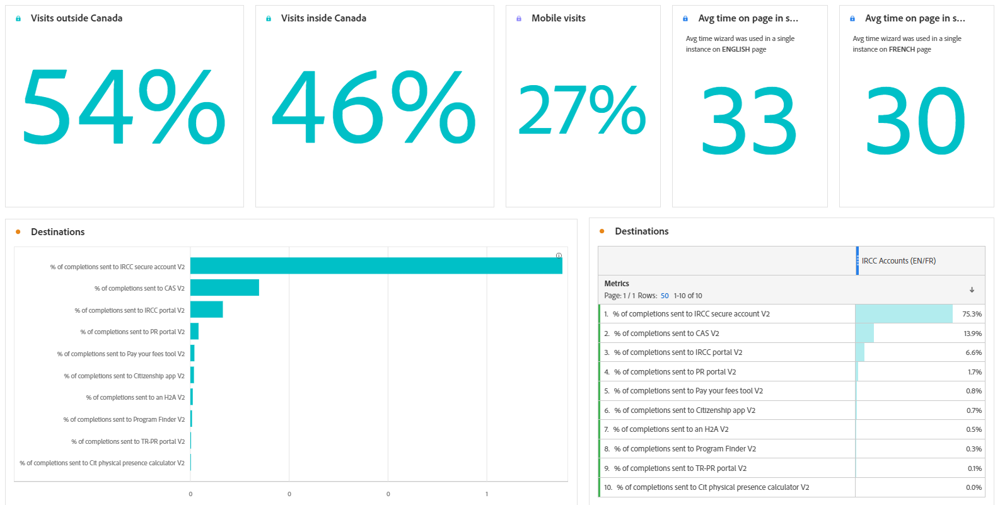 Visits outside Canada
54%
Visits inside Canada
46%
Mobile visits
27%
Avg time on page in s...
Avg time wizard was used in a single
instance on ENGLISH page
33
Avg time on page in s...
Avg time wizard was used in a single
instance on FRENCH page
30
Destinations
% of completions sent to IRCC secure account V2
% of completions sent to CAS V2
% of completions sent to IRCC portal V2
% of completions sent to PR portal V2
% of completions sent to Pay your fees tool V2
% of completions sent to Citizenship app V2
% of completions sent to an H2A V2
% of completions sent to Program Finder V2
% of completions sent to TR-PR portal V2
% of completions sent to Cit physical presence calculator V2
0 0 0 1
Destinations
IRCC Accounts (EN/FR)
Metrics
Page: 1 / 1 Rows: 50 1-10 of 10
1. % of completions sent to IRCC secure account V2 75.3%
2. % of completions sent to CAS V2 13.9%
3. % of completions sent to IRCC portal V2 6.6%
4. % of completions sent to PR portal V2 1.7%
5. % of completions sent to Pay your fees tool V2 0.8%
6. % of completions sent to Citizenship app V2 0.7%
7. % of completions sent to an H2A V2 0.5%
8. % of completions sent to Program Finder V2 0.3%
9. % of completions sent to TR-PR portal V2 0.1%
10. % of completions sent to Cit physical presence calculator V2 0.0%